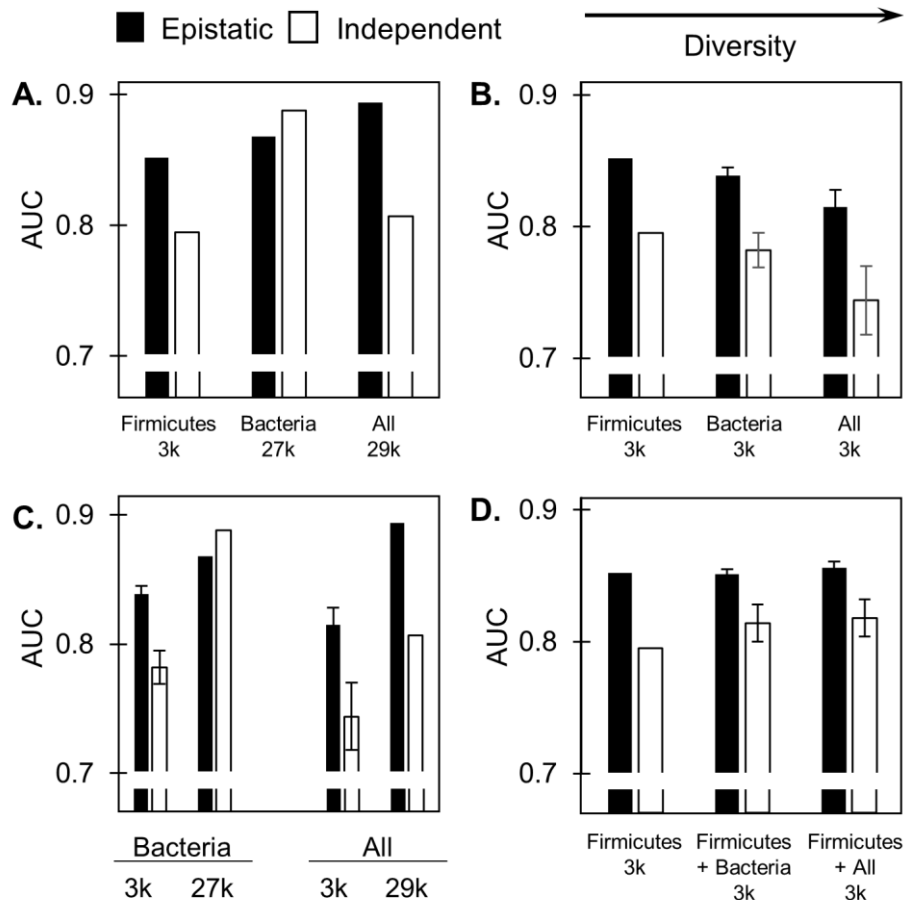 Epistatic Independent
Diversity
A.
0.9
0.8
0.7
AUC
Firmicutes Bacteria All
3k 27k 29k
B.
0.9
0.8
0.7
AUC
Firmicutes Bacteria All
3k 3k 3k
C.
0.9
0.8
0.7
AUC
Bacteria All
3k 27k 3k 29k
D.
0.9
0.8
0.7
AUC
Firmicutes Firmicutes Firmicutes
3k + Bacteria + All
3k 3k